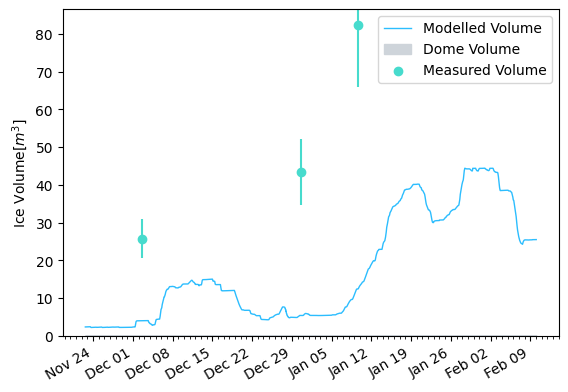 Modelled Volume
Dome Volume
Measured Volume
Ice Volume[m³]
80
70
60
50
40
30
20
10
0
Nov 24
Dec 01
Dec 08
Dec 15
Dec 22
Dec 29
Jan 05
Jan 12
Jan 19
Jan 26
Feb 02
Feb 09